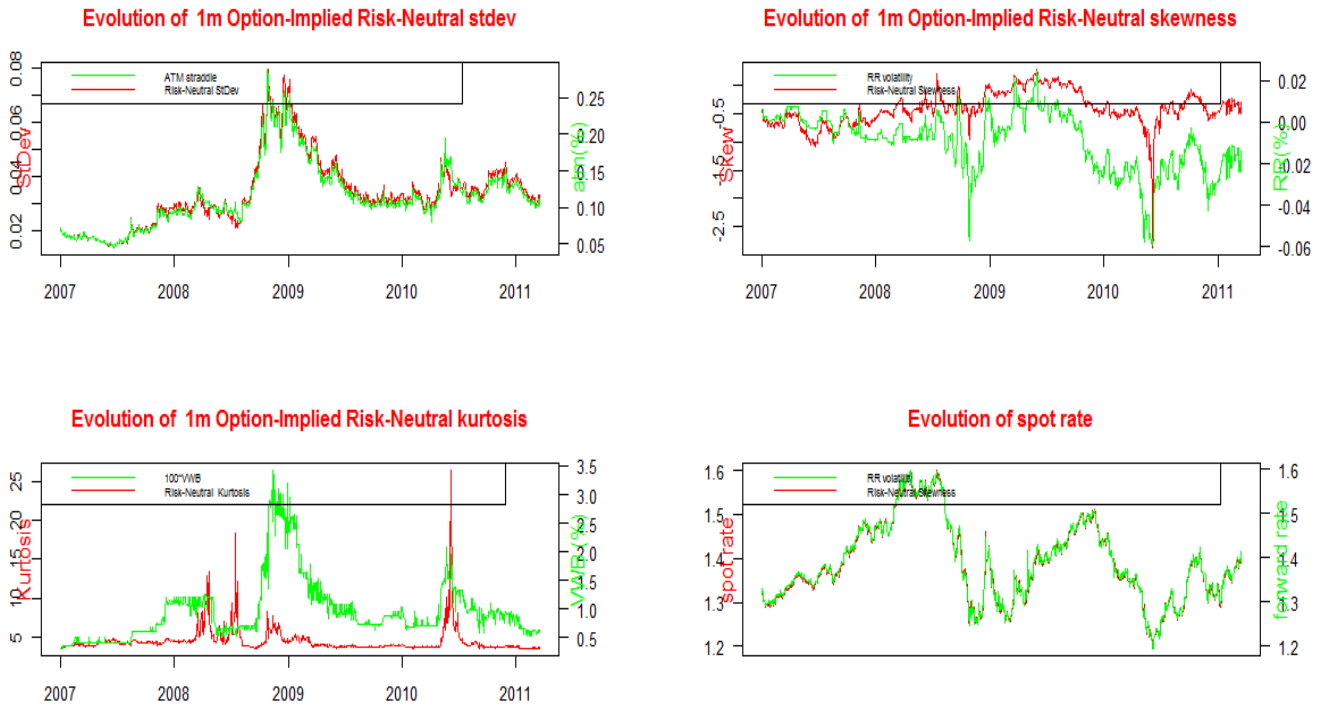 Evolution of 1m Option-Implied Risk-Neutral stdev
ATM straddle
Risk-Neutral StDev
StDev
0.02
0.04
0.06
0.08
atm(%)
0.05
0.10
0.15
0.20
0.25
2007
2008
2009
2010
2011
Evolution of 1m Option-Implied Risk-Neutral skewness
RR volatility
Risk-Neutral Skewness
Skew
-2.5
-1.5
-0.5
RR(%)
-0.06
-0.04
0.02
0.00
0.02
2007
2008
2009
2010
2011
Evolution of 1m Option-Implied Risk-Neutral kurtosis
100*VWB
Risk-Neutral Kurtosis
Kurtosis
5
10
15
20
25
VWB (%)
0.5
1.0
1.5
2.0
2.5
3.0
3.5
2007
2008
2009
2010
2011
Evolution of spot rate
RR volatility
Risk-Neutral Skewness
spot rate
1.2
1.3
1.4
1.5
1.6
forward rate
1.2
1.3
1.4
1.5
1.6